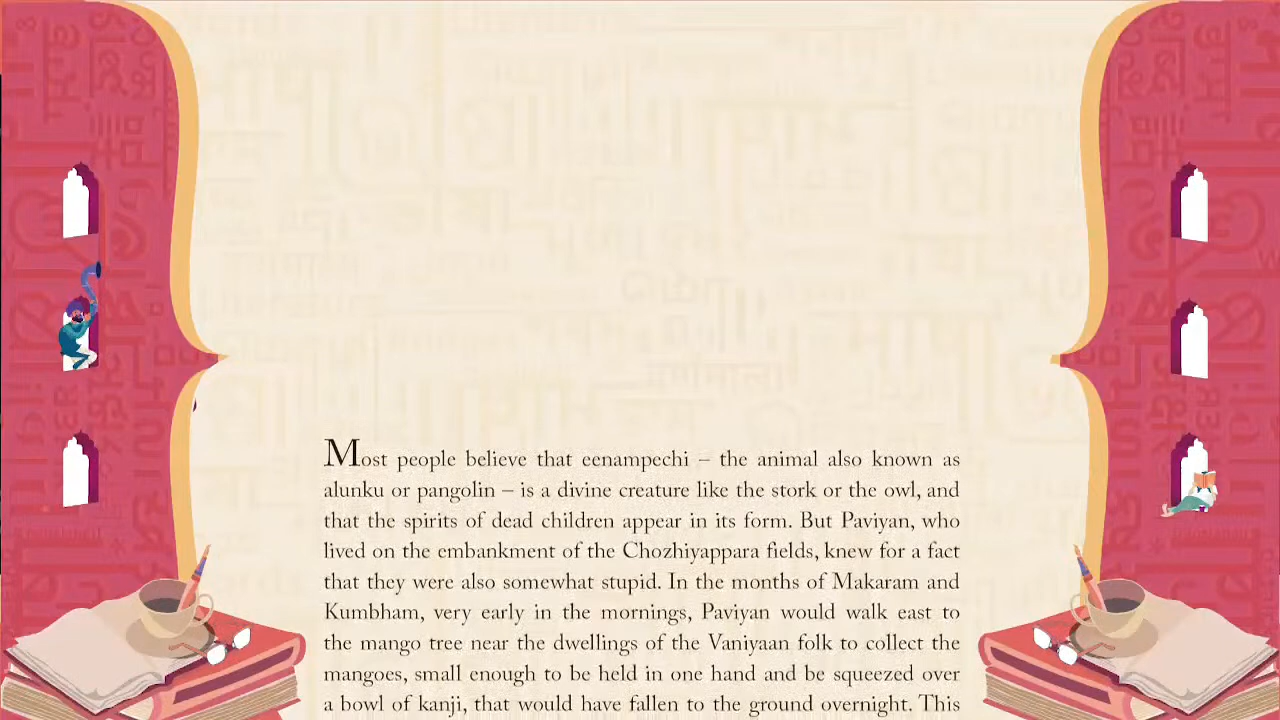 Most people believe that eenampechi – the animal also known as
alunku or pangolin – is a divine creature like the stork or the owl, and
that the spirits of dead children appear in its form. But Paviyan, who
lived on the embankment of the Chozhiyappara fields, knew for a fact
that they were also somewhat stupid. In the months of Makaram and
Kumbham, very early in the mornings, Paviyan would walk east to
the mango tree near the dwellings of the Vaniyaan folk to collect the
mangoes, small enough to be held in one hand and be squeezed over
a bowl of kanji, that would have fallen to the ground overnight. This